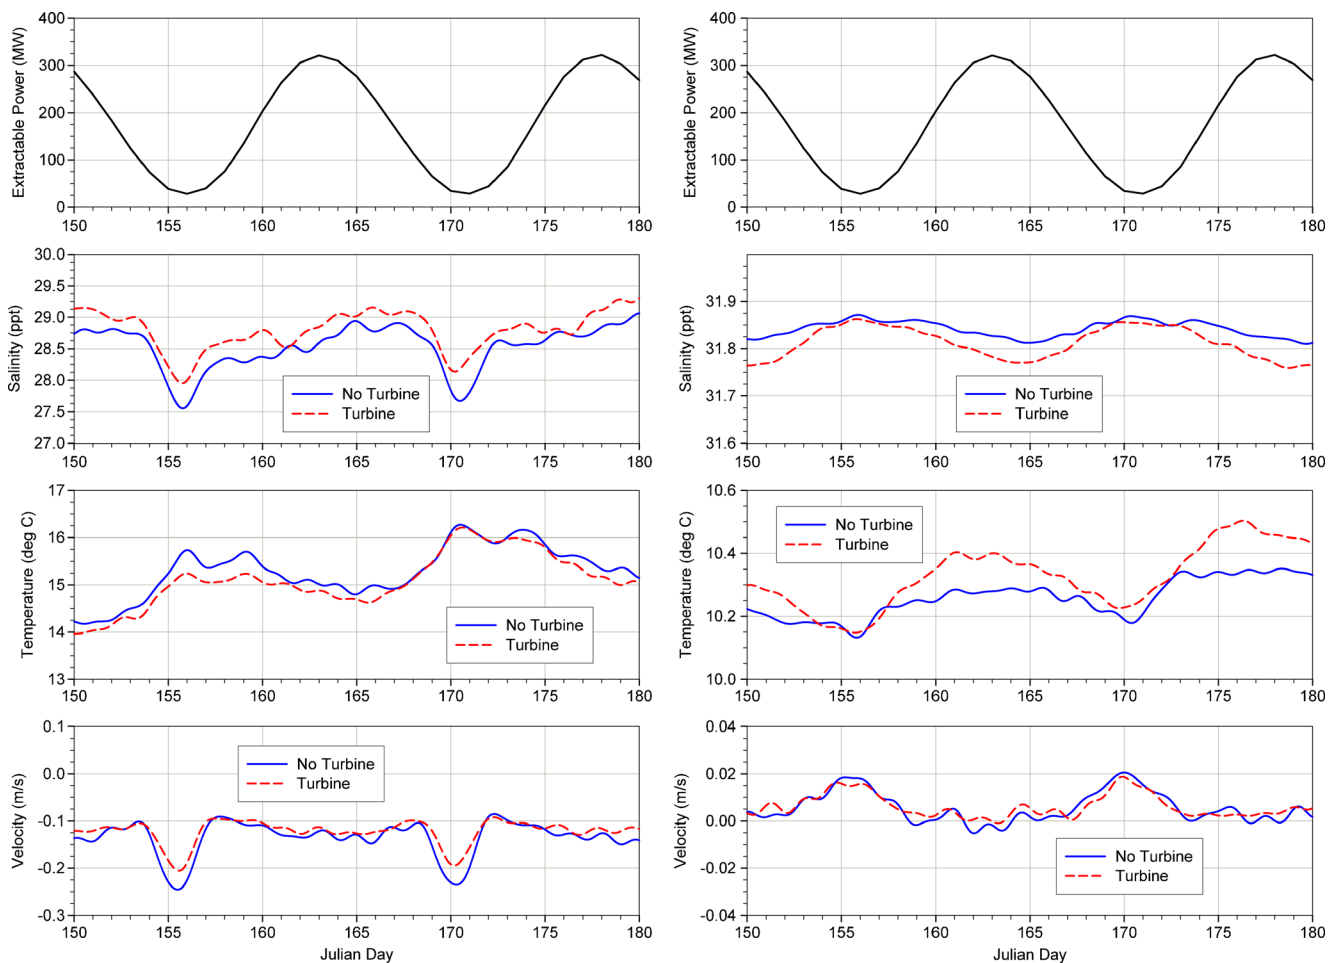 400
300
200
100
0
Extractable Power (MW)
150 155 160 165 170 175 180
400
300
200
100
0
Extractable Power (MW)
150 155 160 165 170 175 180
30.0
29.5
29.0
28.5
28.0
27.5
27.0
Salinity (ppt)
No Turbine
Turbine
150 155 160 165 170 175 180
31.9
31.8
31.7
31.6
Salinity (ppt)
No Turbine
Turbine
150 155 160 165 170 175 180
17
16
15
14
13
Temperature (deg C)
No Turbine
Turbine
150 155 160 165 170 175 180
10.6
10.4
10.2
10.0
Temperature (deg C)
No Turbine
Turbine
150 155 160 165 170 175 180
0.1
0.0
-0.1
-0.2
-0.3
Velocity (m/s)
No Turbine
Turbine
150 155 160 165 170 175 180
Julian Day
0.04
0.02
0.00
-0.02
-0.04
Velocity (m/s)
No Turbine
Turbine
150 155 160 165 170 175 180
Julian Day